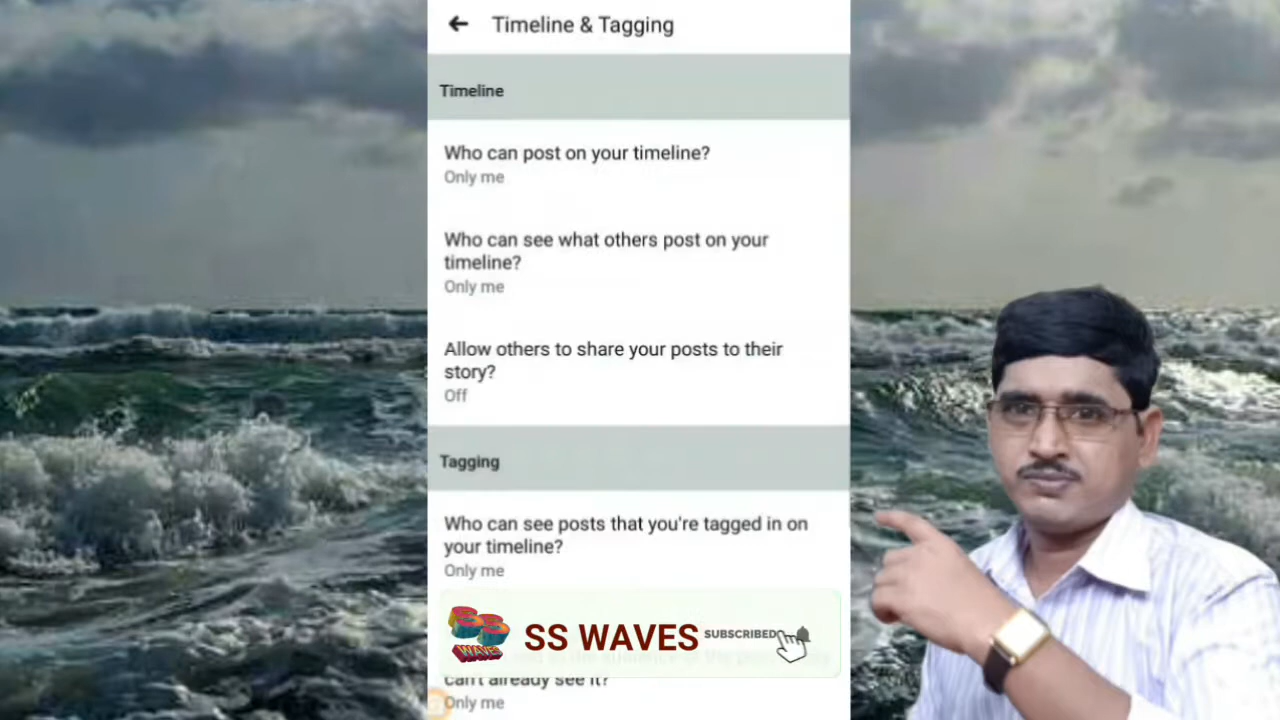 Timeline & Tagging
Timeline
Who can post on your timeline?
Only me
Who can see what others post on your
timeline?
Only me
Allow others to share your posts to their
story?
Off
Tagging
Who can see posts that you're tagged in on
your timeline?
Only me
SS WAVES SUBSCRIBED
WAVES
can't already see it?
Only me